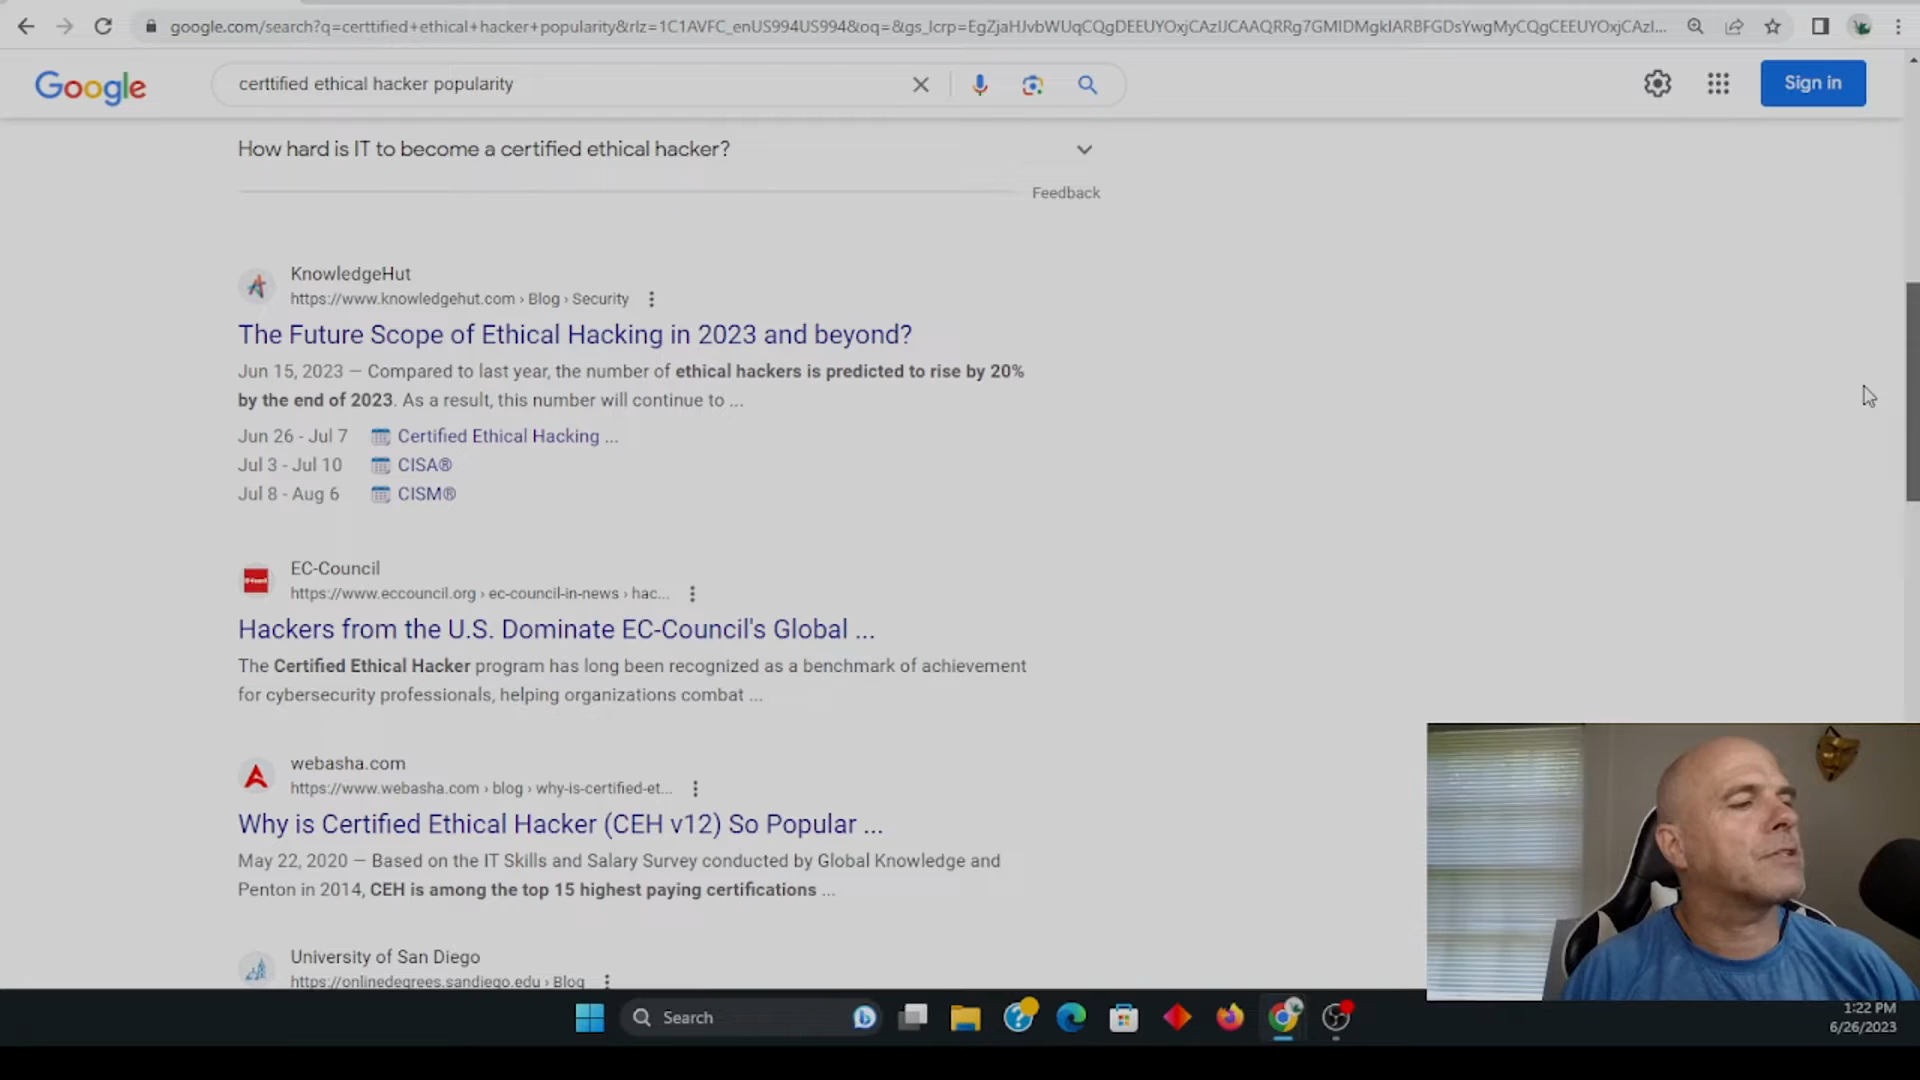 google.com/search?q=certtified+ethical+hacker+popularity&rlz=1C1AVFC_enUS994US994&oq=&gs_lcrp=EgZjaHJvbWUqCQgDEEUYOxjCAzIJCAAQRRg7GMIDMgkIARBFGDsYwgMyCQgCEEUYOxjCAzI...
Google
certtified ethical hacker popularity
Sign in
How hard is IT to become a certified ethical hacker?
Feedback
KnowledgeHut
https://www.knowledgehut.com › Blog › Security
The Future Scope of Ethical Hacking in 2023 and beyond?
Jun 15, 2023 — Compared to last year, the number of ethical hackers is predicted to rise by 20%
by the end of 2023. As a result, this number will continue to ...
Jun 26 - Jul 7 Certified Ethical Hacking ...
Jul 3 - Jul 10 CISA®
Jul 8 - Aug 6 CISM®
EC-Council
https://www.eccouncil.org › ec-council-in-news › hac...
Hackers from the U.S. Dominate EC-Council's Global ...
The Certified Ethical Hacker program has long been recognized as a benchmark of achievement
for cybersecurity professionals, helping organizations combat ...
webasha.com
https://www.webasha.com › blog › why-is-certified-et...
Why is Certified Ethical Hacker (CEH v12) So Popular ...
May 22, 2020 — Based on the IT Skills and Salary Survey conducted by Global Knowledge and
Penton in 2014, CEH is among the top 15 highest paying certifications ...
University of San Diego
https://onlinedegrees.sandiego.edu › Blog
Search
1:22 PM
6/26/2023